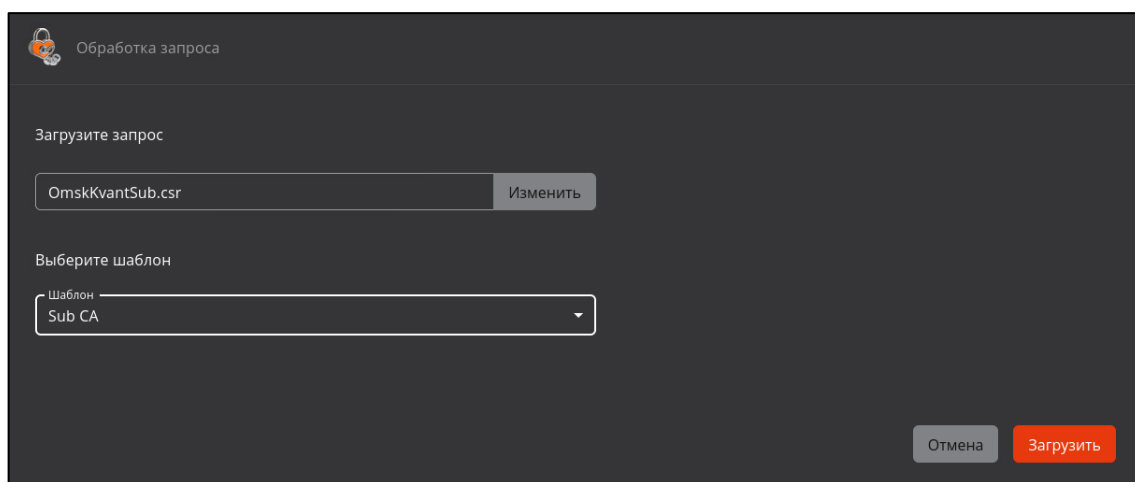 Обработка запроса
Загрузите запрос
OmskKvantSub.csr
Изменить
Выберите шаблон
Шаблон
Sub CA
Отмена
Загрузить